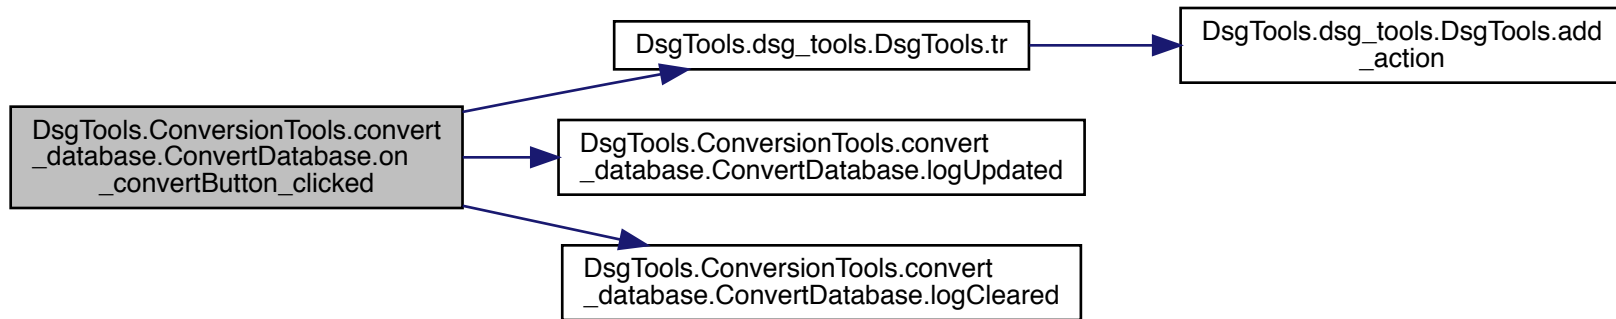 DsgTools.ConversionTools.convert
_database.ConvertDatabase.on
_convertButton_clicked
DsgTools.dsg_tools.DsgTools.tr
DsgTools.dsg_tools.DsgTools.add
_action
DsgTools.ConversionTools.convert
_database.ConvertDatabase.logUpdated
DsgTools.ConversionTools.convert
_database.ConvertDatabase.logCleared